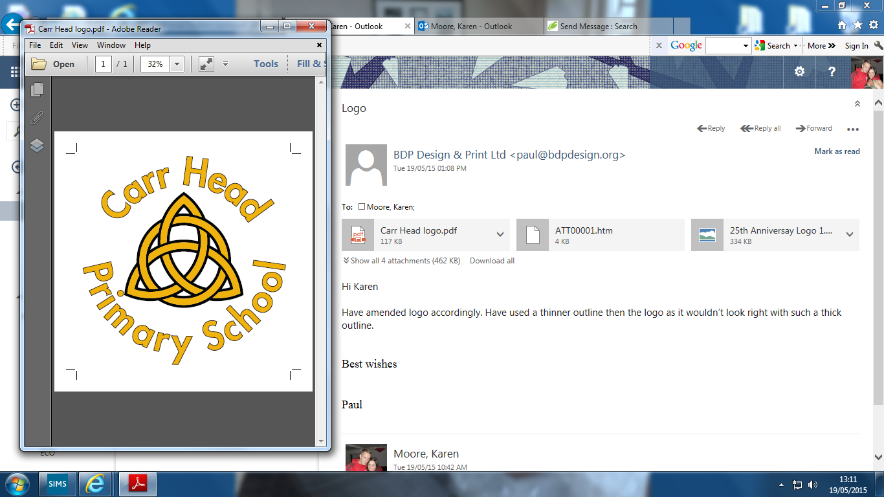 Carr Head logo.pdf - Adobe Reader
File Edit View Window Help
Open 1 / 1 32% Tools Fill &
Carr Head
Primary School
Karen - Outlook
Moore, Karen - Outlook
Send Message : Search
x Google Search More » Sign In
Logo
Reply Reply all Forward
BDP Design & Print Ltd <paul@bdpdesign.org>
Tue 19/05/15 01:08 PM
Mark as read
To: Moore, Karen;
Carr Head logo.pdf
117 KB
ATT00001.htm
4 KB
25th Anniversay Logo 1....
334 KB
Show all 4 attachments (462 KB) Download all
Hi Karen
Have amended logo accordingly. Have used a thinner outline then the logo as it wouldn't look right with such a thick
outline.
Best wishes
Paul
Moore, Karen
Tue 19/05/15 10:42 AM
ECO
SIMS
13:11
19/05/2015